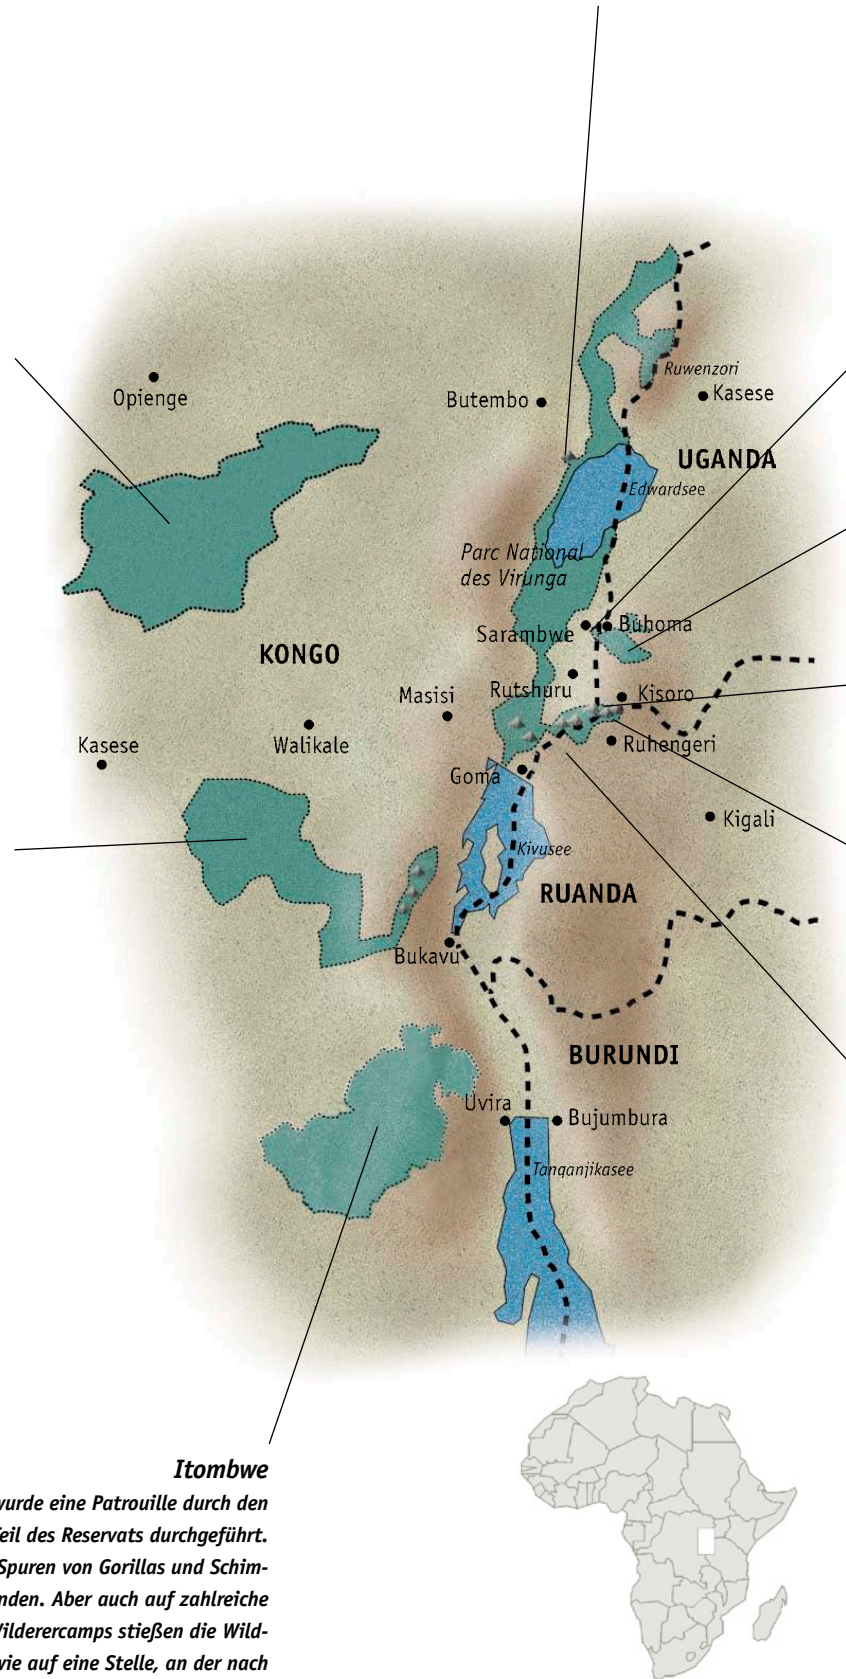 Ruwenzori
Opienge
Butembo
Kasese
UGANDA
Edwardsee
Parc National
des Virunga
Sarambwe
Buhoma
KONGO
Masisi
Rutshuru
Kisoro
Kasese
Walikale
Ruhengeri
Goma
Kigali
Kivusee
RUANDA
Bukavu
BURUNDI
Uvira
Bujumbura
Tanganjikasee
Itombwe
wurde eine Patrouille durch den
Teil des Reservats durchgeführt.
Spuren von Gorillas und Schim-
nden. Aber auch auf zahlreiche
Wilderercamps stießen die Wild-
wie auf eine Stelle, an der nach